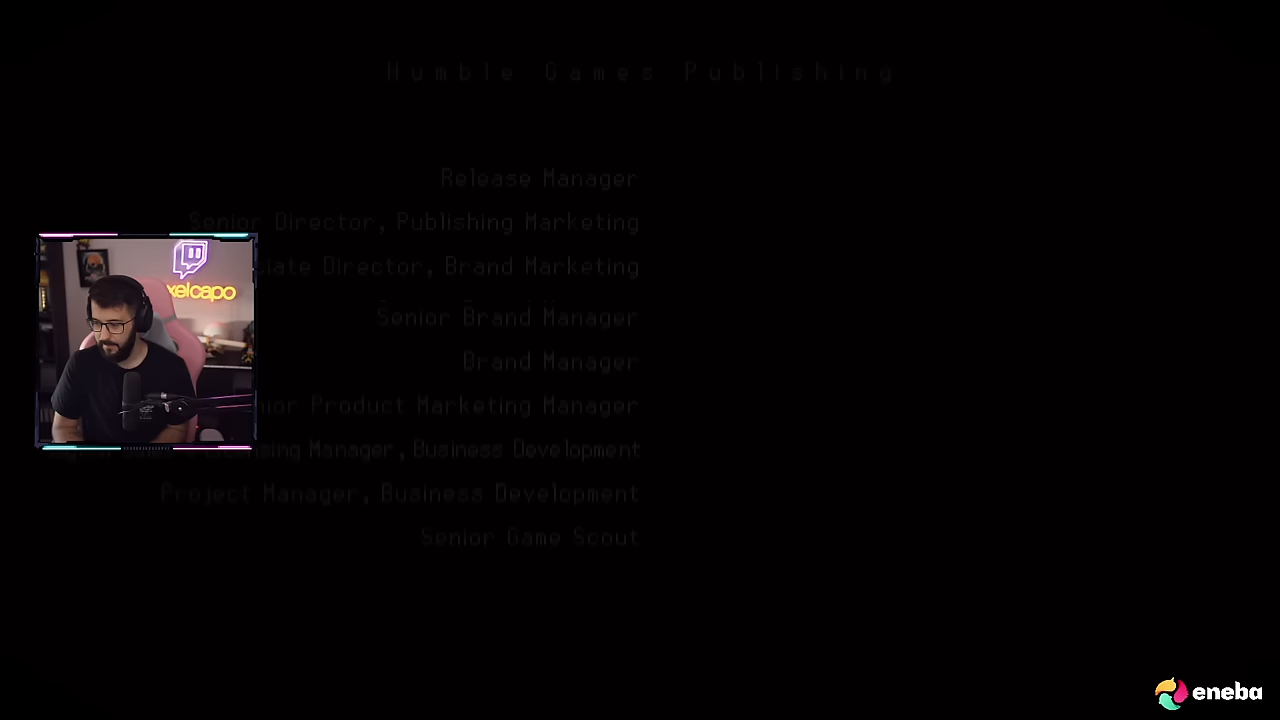 Humble Games Publishing
Release Manager
Senior Director, Publishing Marketing
iate Director, Brand Marketing
Senior Brand Manager
Brand Manager
ior Product Marketing Manager
Manager, Business Development
Project Manager, Business Development
Senior Game Scout
xelcapo
eneba